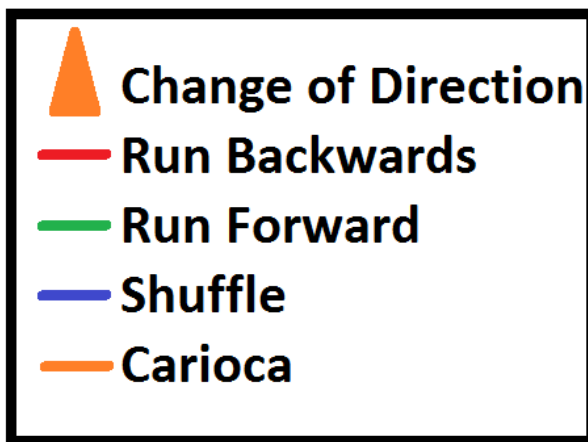 Change of Direction
Run Backwards
Run Forward
Shuffle
Carioca